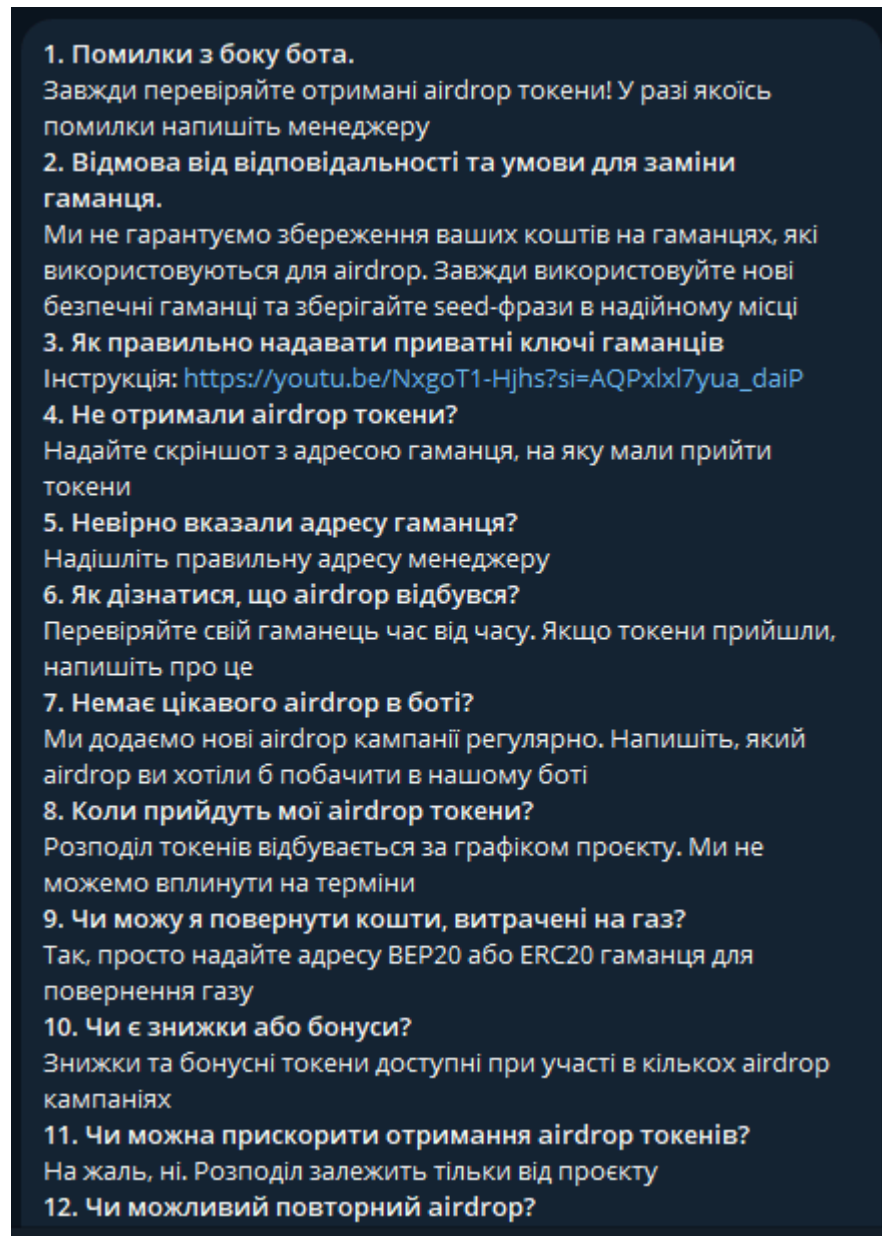 1. Помилки з боку бота.
Завжди перевіряйте отримані airdrop токени! У разі якоїсь
помилки напишіть менеджеру
2. Відмова від відповідальності та умови для заміни
гаманця.
Ми не гарантуємо збереження ваших коштів на гаманцях, які
використовуються для airdrop. Завжди використовуйте нові
безпечні гаманці та зберігайте seed-фрази в надійному місці
3. Як правильно надавати приватні ключі гаманців
Інструкція: https://youtu.be/NxgoT1-Hjhs?si=AQPxlxl7yua_daiP
4. Не отримали airdrop токени?
Надайте скріншот з адресою гаманця, на яку мали прийти
токени
5. Невірно вказали адресу гаманця?
Надішліть правильну адресу менеджеру
6. Як дізнатися, що airdrop відбувся?
Перевіряйте свій гаманець час від часу. Якщо токени прийшли,
напишіть про це
7. Немає цікавого airdrop в боті?
Ми додаємо нові airdrop кампанії регулярно. Напишіть, який
airdrop ви хотіли б побачити в нашому боті
8. Коли прийдуть мої airdrop токени?
Розподіл токенів відбувається за графіком проєкту. Ми не
можемо вплинути на терміни
9. Чи можу я повернути кошти, витрачені на газ?
Так, просто надайте адресу BEP20 або ERC20 гаманця для
повернення газу
10. Чи є знижки або бонуси?
Знижки та бонусні токени доступні при участі в кількох airdrop
кампаніях
11. Чи можна прискорити отримання airdrop токенів?
На жаль, ні. Розподіл залежить тільки від проєкту
12. Чи можливий повторний airdrop?